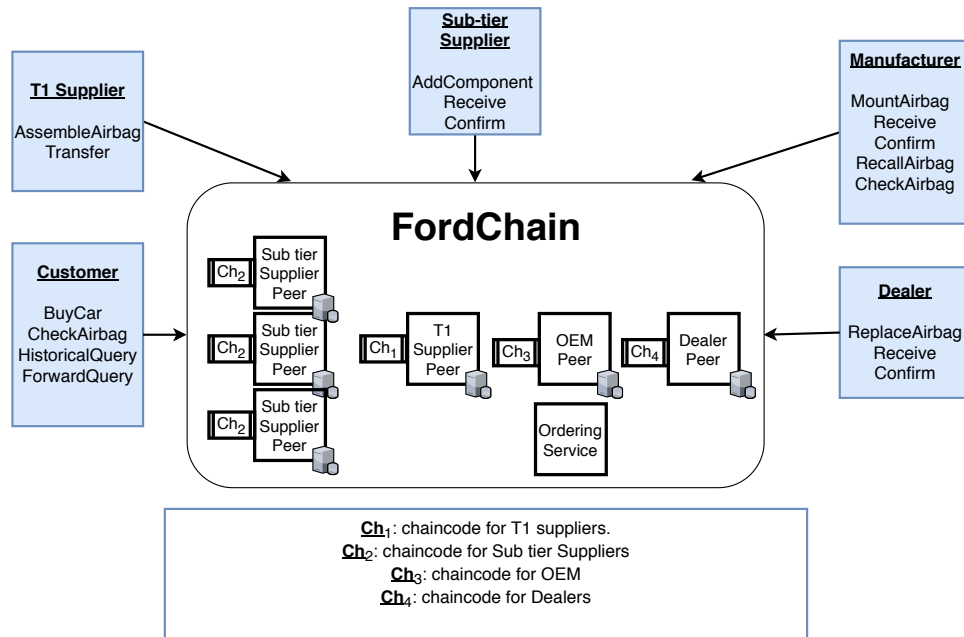 Sub-tier
Supplier
AddComponent
Receive
Confirm
T1 Supplier
AssembleAirbag
Transfer
Manufacturer
MountAirbag
Receive
Confirm
RecallAirbag
CheckAirbag
Customer
BuyCar
CheckAirbag
HistoricalQuery
ForwardQuery
Dealer
ReplaceAirbag
Receive
Confirm
FordChain
Ch2
Sub tier
Supplier
Peer
Ch2
Sub tier
Supplier
Peer
Ch2
Sub tier
Supplier
Peer
Ch1
T1
Supplier
Peer
Ch3
OEM
Peer
Ch4
Dealer
Peer
Ordering
Service
Ch1: chaincode for T1 suppliers.
Ch2: chaincode for Sub tier Suppliers
Ch3: chaincode for OEM
Ch4: chaincode for Dealers